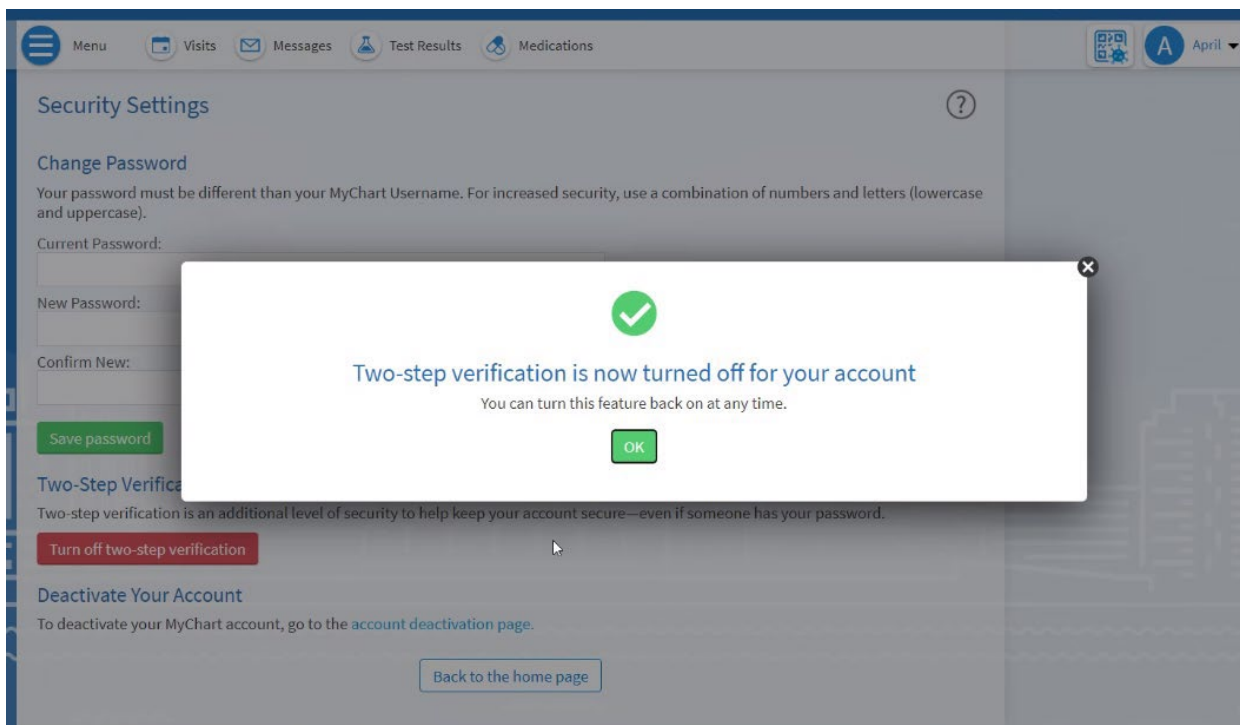 Menu Visits Messages Test Results Medications A April
Security Settings ?
Change Password
Your password must be different than your MyChart Username. For increased security, use a combination of numbers and letters (lowercase
and uppercase).
Current Password:
New Password:
Confirm New:
Two-step verification is now turned off for your account
You can turn this feature back on at any time.
OK
Save password
Two-Step Verifica
Two-step verification is an additional level of security to help keep your account secure—even if someone has your password.
Turn off two-step verification
Deactivate Your Account
To deactivate your MyChart account, go to the account deactivation page.
Back to the home page